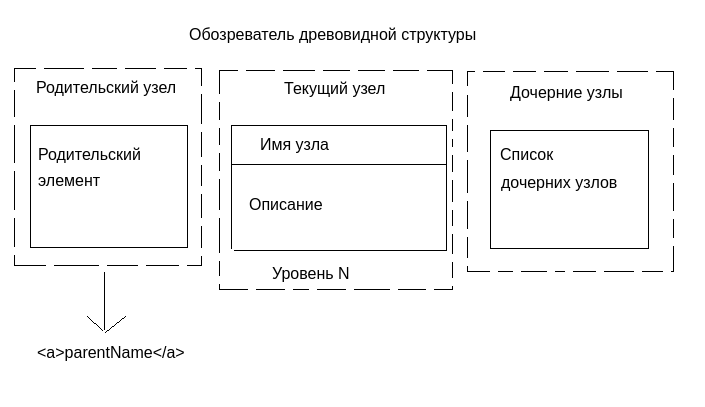 Обозреватель древовидной структуры
Родительский узел
Родительский
элемент
<a>parentName</a>
Текущий узел
Имя узла
Описание
Уровень N
Дочерние узлы
Список
дочерних узлов